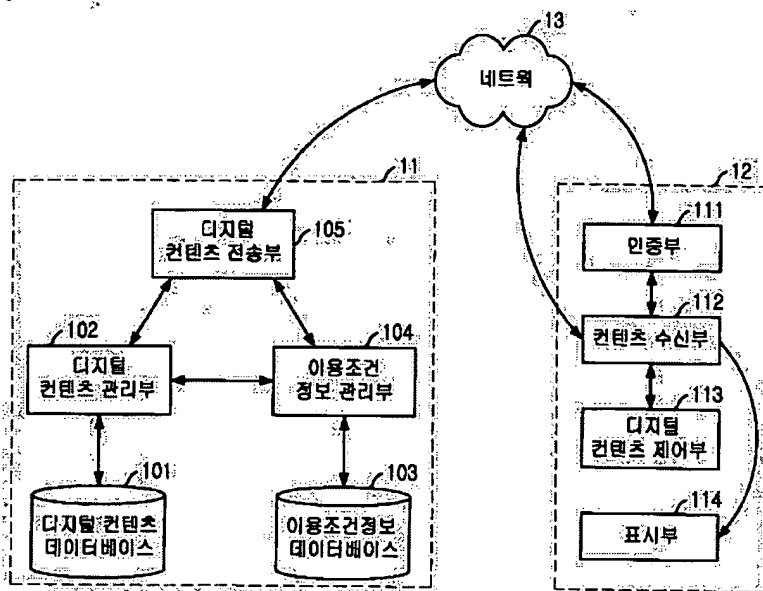 13
네트웍
11
12
디지털
컨텐츠 전송부
105
111
인증부
102
디지털
컨텐츠 관리부
104
이용조건
정보 관리부
112
컨텐츠 수신부
113
디지털
컨텐츠 제어부
101
디지털 컨텐츠
데이터베이스
103
이용조건정보
데이터베이스
114
표시부